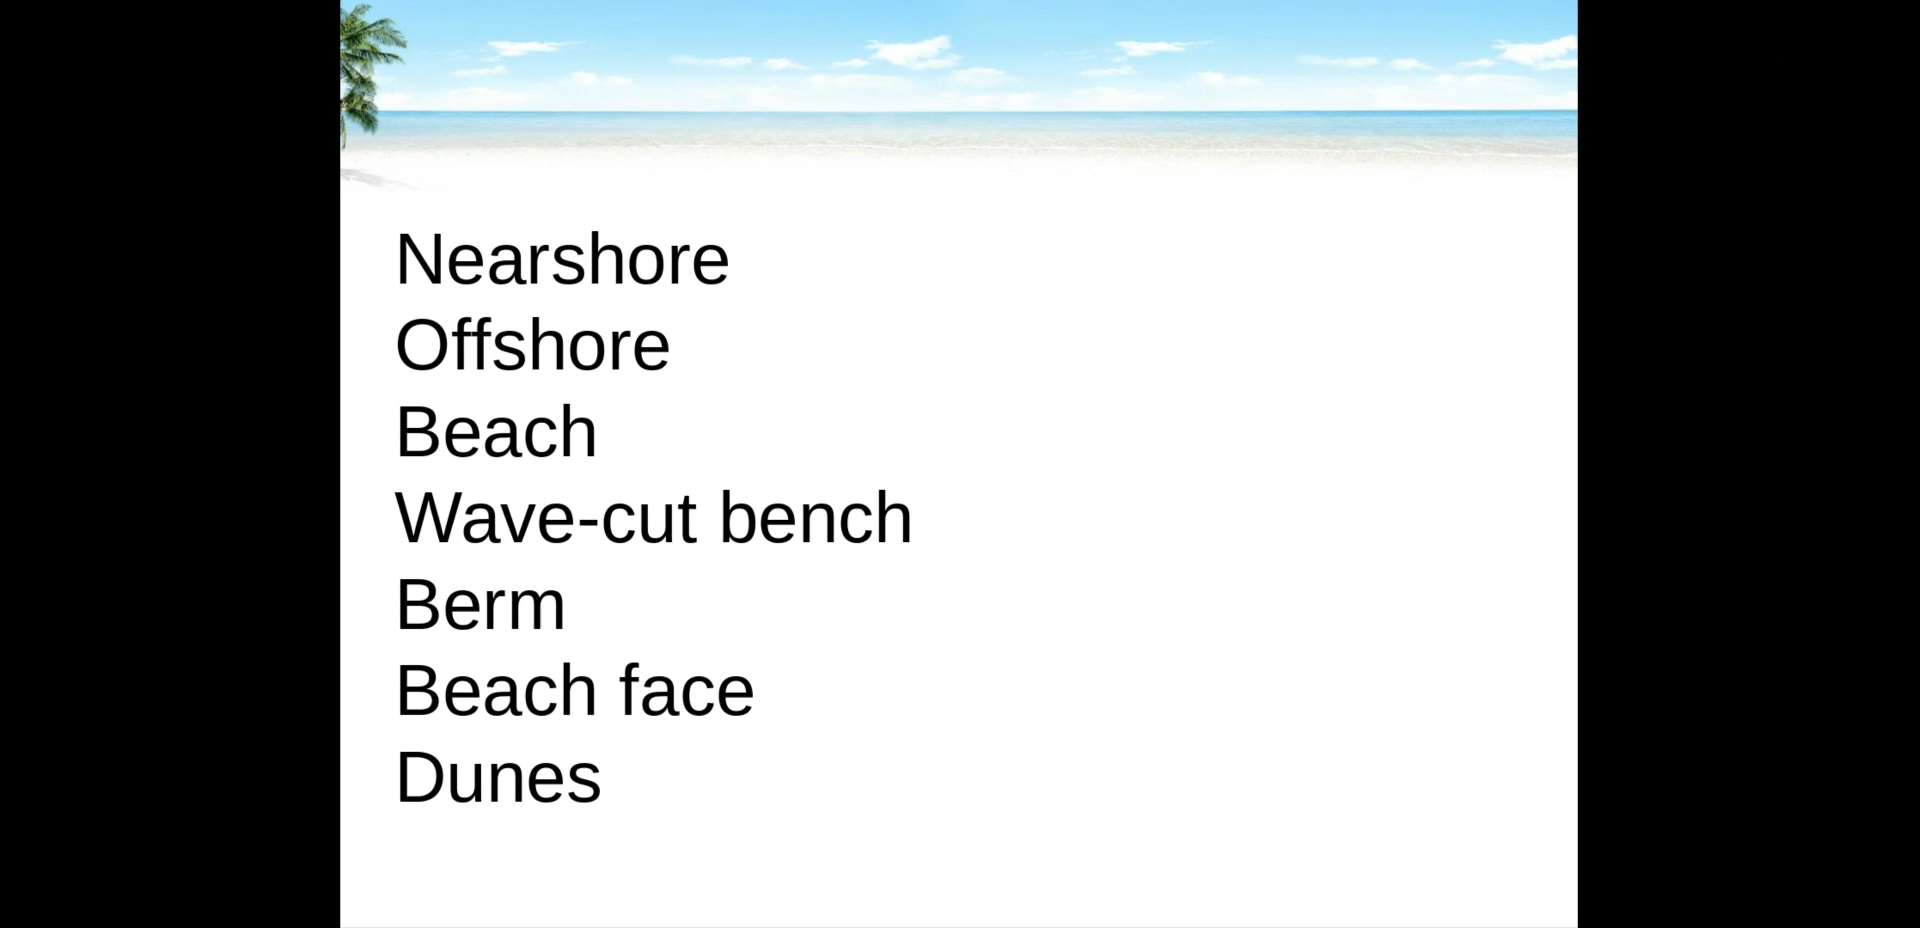 Nearshore
Offshore
Beach
Wave-cut bench
Berm
Beach face
Dunes